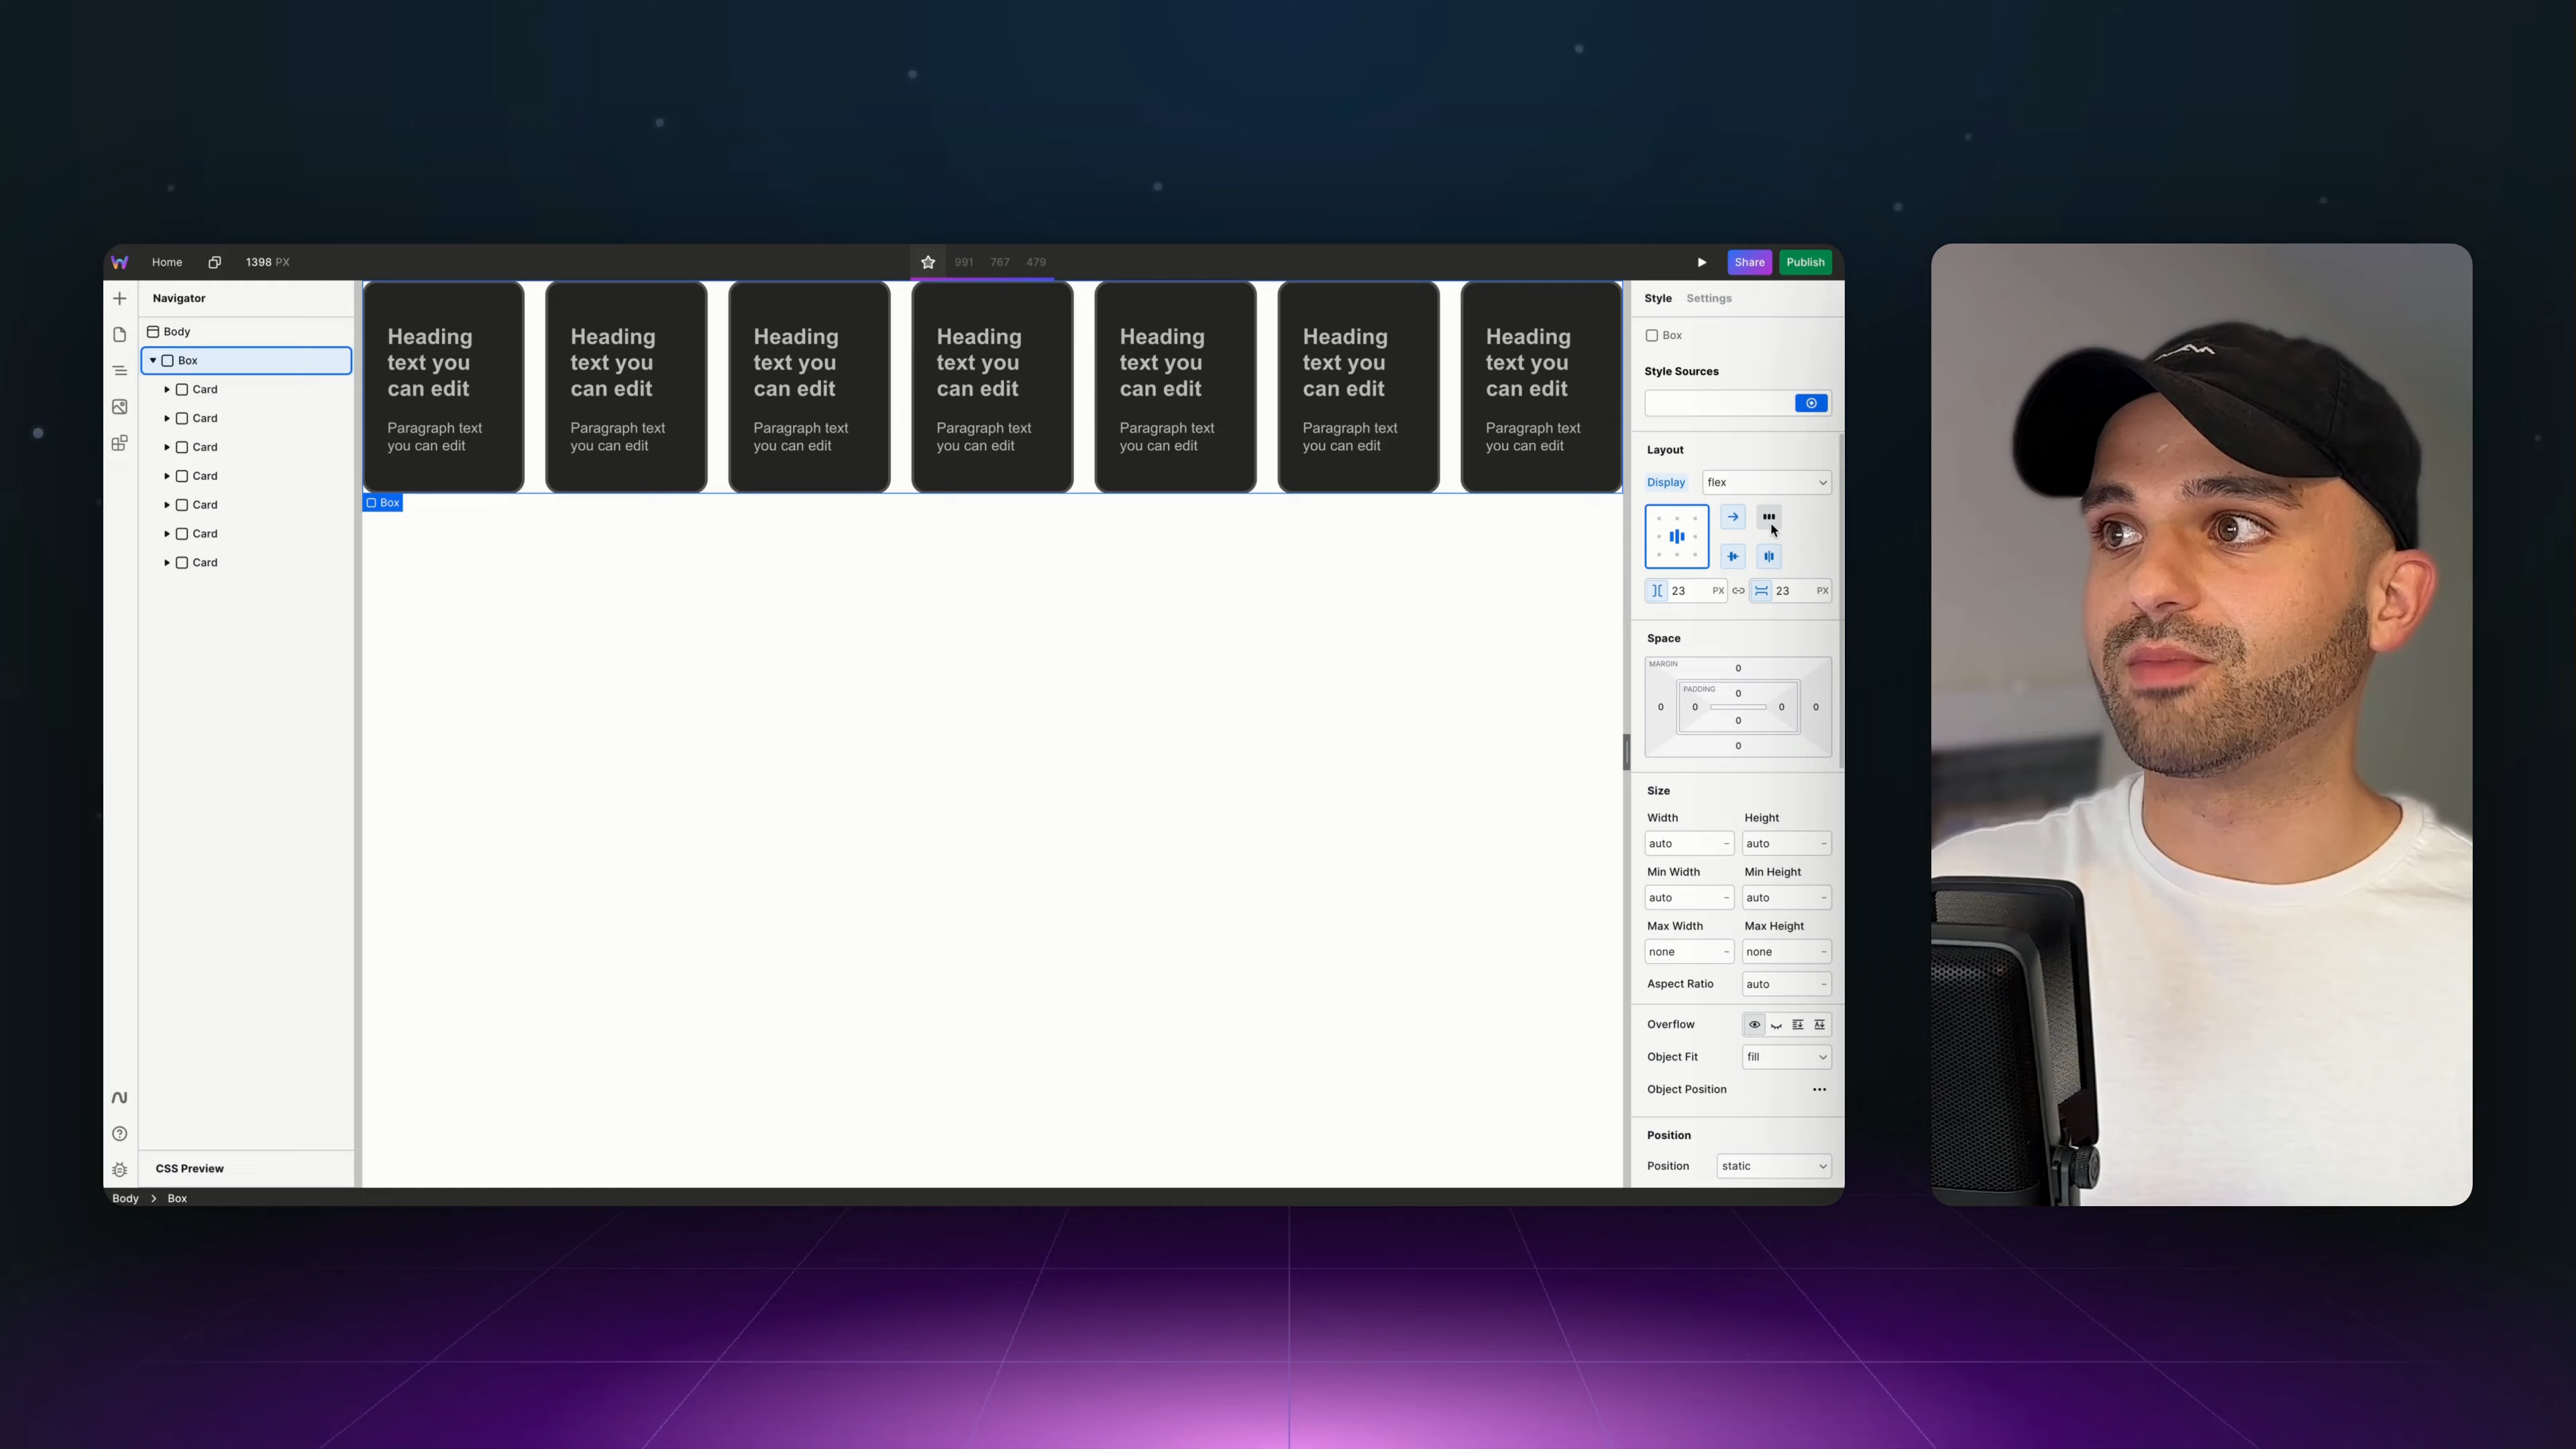 Home
1398 PX
991
767
479
Share
Publish
Navigator
Body
Box
Card
Card
Card
Card
Card
Card
Card
CSS Preview
Body
Box
Heading
text you
can edit
Paragraph text
you can edit
Heading
text you
can edit
Paragraph text
you can edit
Heading
text you
can edit
Paragraph text
you can edit
Heading
text you
can edit
Paragraph text
you can edit
Heading
text you
can edit
Paragraph text
you can edit
Heading
text you
can edit
Paragraph text
you can edit
Heading
text you
can edit
Paragraph text
you can edit
Box
Style Settings
Box
Style Sources
Layout
Display flex
23 PX 23 PX
Space
MARGIN
0
PADDING
0
0 0 0 0
0
0
Size
Width Height
auto - auto -
Min Width Min Height
auto - auto -
Max Width Max Height
none - none -
Aspect Ratio auto -
Overflow
Object Fit fill
Object Position
Position
Position static